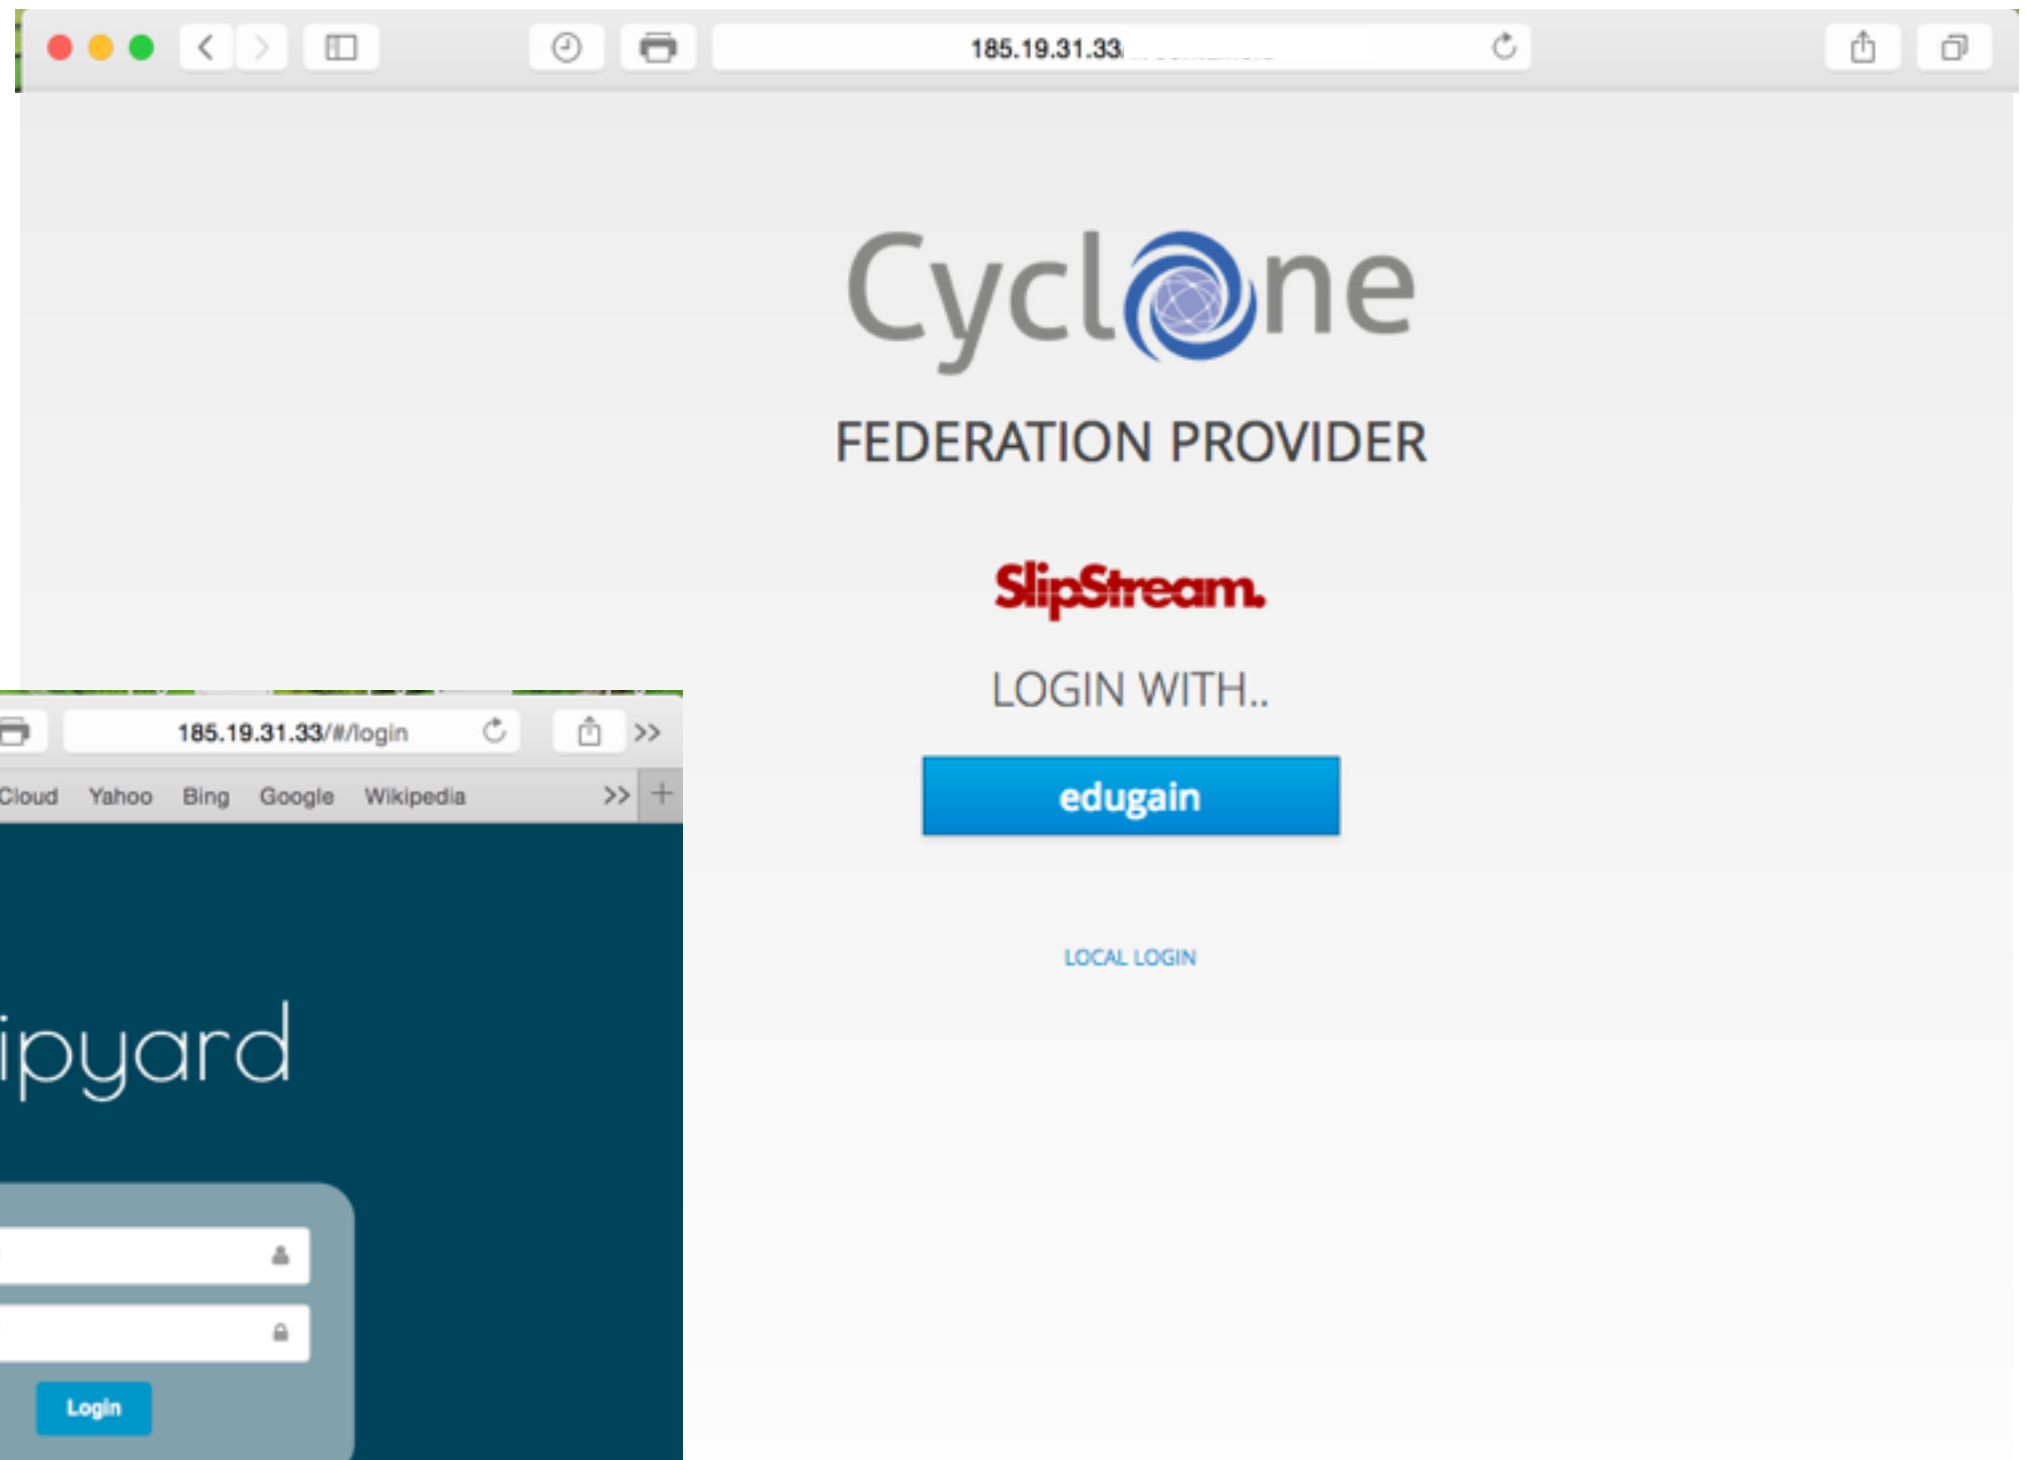 185.19.31.33
Cyclone
FEDERATION PROVIDER
SlipStream.
LOGIN WITH..
edugain
LOCAL LOGIN
185.19.31.33/#/login
>>
Cloud Yahoo Bing Google Wikipedia >> +
ipyard
Login